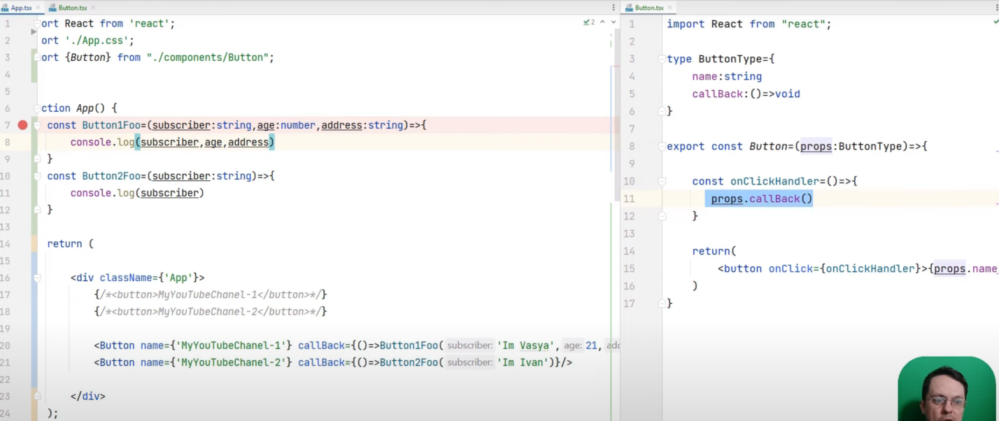 App.tsx Button.tsx
1 ort React from 'react';
2 ort './App.css';
3 ort {Button} from "./components/Button";
4
5
6 ction App() {
7 const Button1Foo=(subscriber:string,age:number,address:string)=>{
8 console.log(subscriber,age,address)
9 }
10 const Button2Foo=(subscriber:string)=>{
11 console.log(subscriber)
12 }
13
14 return (
15
16 <div className={'App'}>
17 {/*<button>MyYouTubeChanel-1</button>*/}
18 {/*<button>MyYouTubeChanel-2</button>*/}
19
20 <Button name={'MyYouTubeChanel-1'} callBack={()=>Button1Foo( subscriber: 'Im Vasya', age: 21, add
21 <Button name={'MyYouTubeChanel-2'} callBack={()=>Button2Foo( subscriber: 'Im Ivan')}/>
22
23 </div>
24 );
2
Button.tsx
1 import React from "react";
2
3 type ButtonType={
4 name:string
5 callBack:()=>void
6 }
7
8 export const Button=(props:ButtonType)=>{
9
10 const onClickHandler=()=>{
11 props.callBack()
12 }
13
14 return(
15 <button onClick={onClickHandler}>{props.name
16 )
17 }